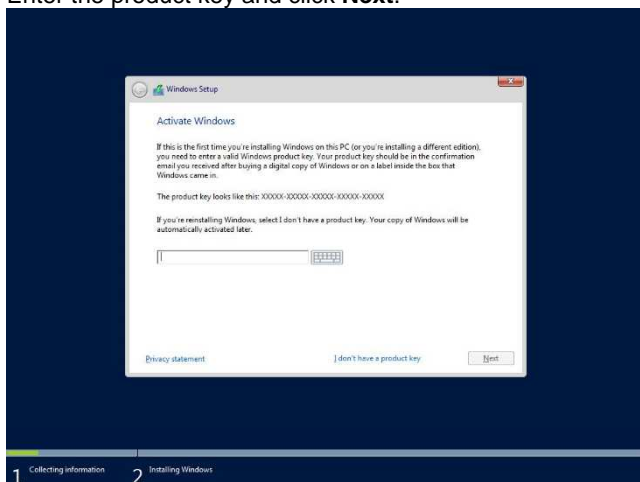 Enter the product key and click Next.
Windows Setup
Activate Windows
If this is the first time you're installing Windows on this PC (or you're installing a different edition),
you need to enter a valid Windows product key. Your product key should be in the confirmation
email you received after buying a digital copy of Windows or on a label inside the box that
Windows came in.
The product key looks like this: XXXXX-XXXXX-XXXXX-XXXXX-XXXXX
If you're reinstalling Windows, select I don't have a product key. Your copy of Windows will be
automatically activated later.
Privacy statement
I don't have a product key
Next
1 Collecting information
2 Installing Windows